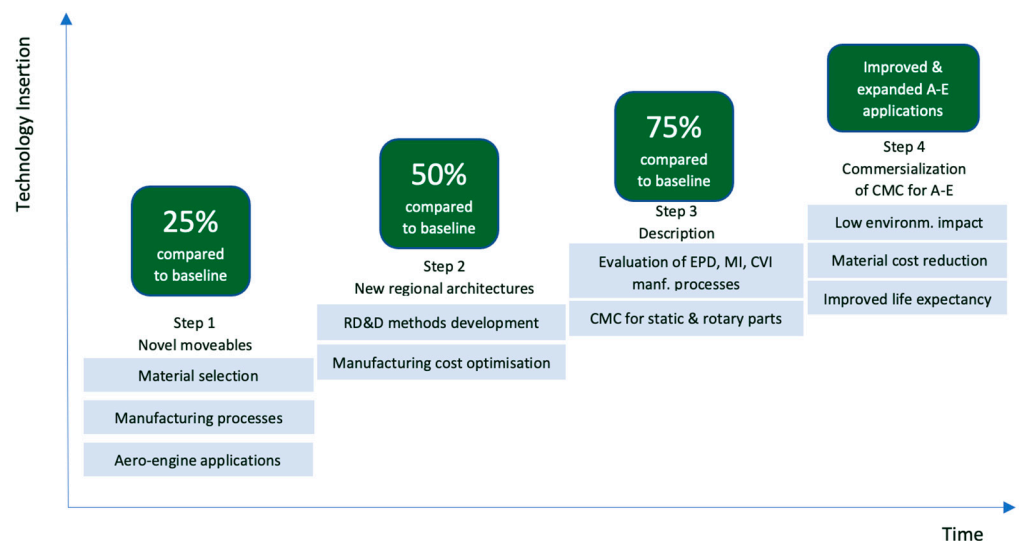 Technology Insertion
25%
compared
to baseline
Step 1
Novel moveables
Material selection
Manufacturing processes
Aero-engine applications
50%
compared
to baseline
Step 2
New regional architectures
RD&D methods development
Manufacturing cost optimisation
75%
compared
to baseline
Step 3
Description
Evaluation of EPD, MI, CVI
manf. processes
CMC for static & rotary parts
Improved &
expanded A-E
applications
Step 4
Commersialization
of CMC for A-E
Low environm. impact
Material cost reduction
Improved life expectancy
Time